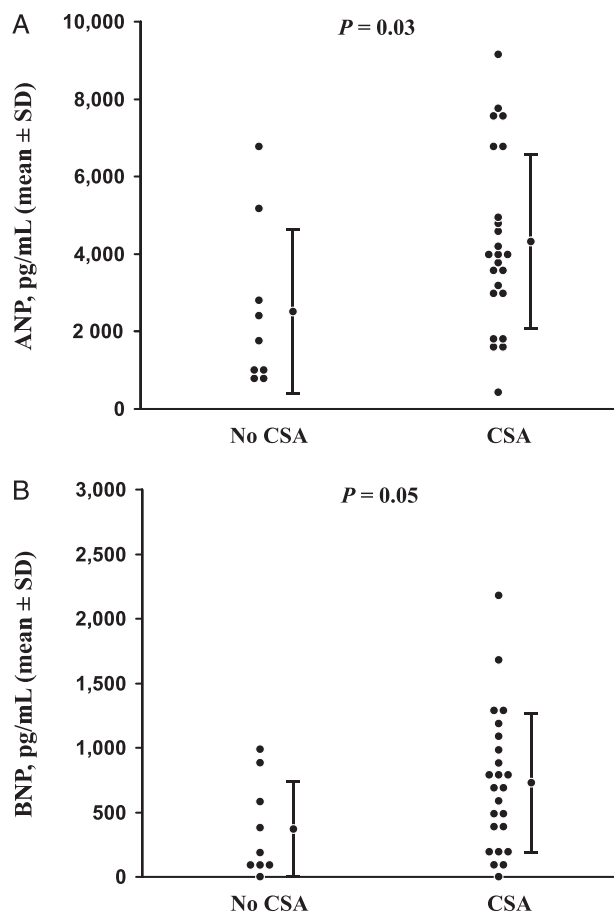 A
P = 0.03
ANP, pg/mL (mean ± SD)
10,000
8,000
6,000
4,000
2 000
0
No CSA
CSA
B
P = 0.05
BNP, pg/mL (mean ± SD)
3,000
2,500
2,000
1,500
1,000
500
0
No CSA
CSA